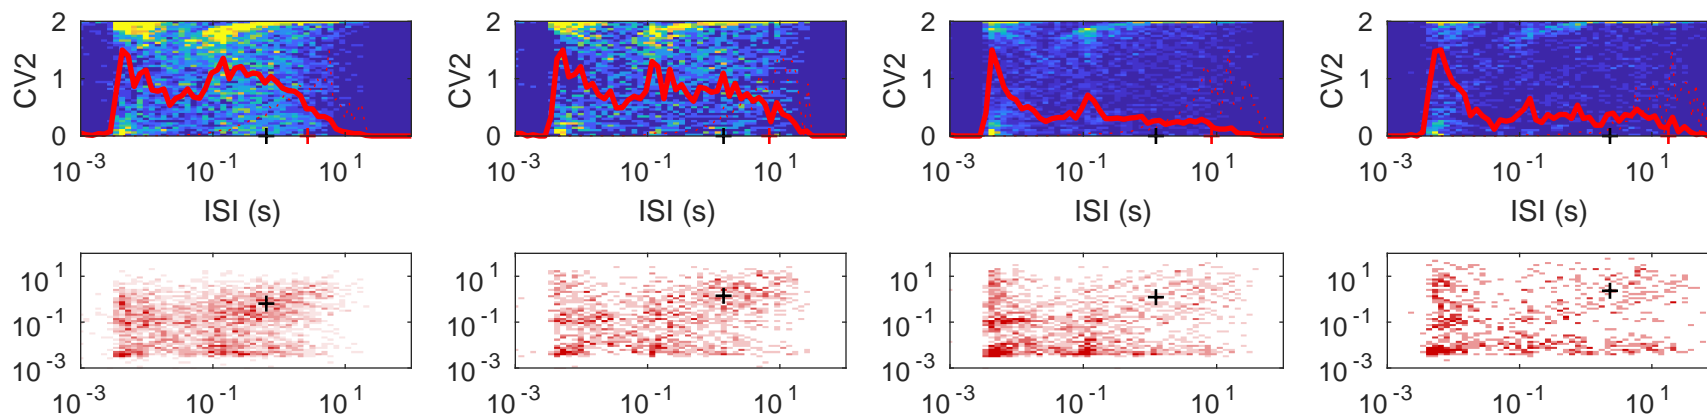 2 2 2 2
CV2 CV2 CV2 CV2
1 1 1 1
0 0 0 0
10^-3 10^-1 10^1 10^-3 10^-1 10^1 10^-3 10^-1 10^1 10^-3 10^-1 10^1
ISI (s) ISI (s) ISI (s) ISI (s)
10^1 10^1 10^1 10^1
10^-1 10^-1 10^-1 10^-1
10^-3 10^-3 10^-3 10^-3
10^-3 10^-1 10^1 10^-3 10^-1 10^1 10^-3 10^-1 10^1 10^-3 10^-1 10^1